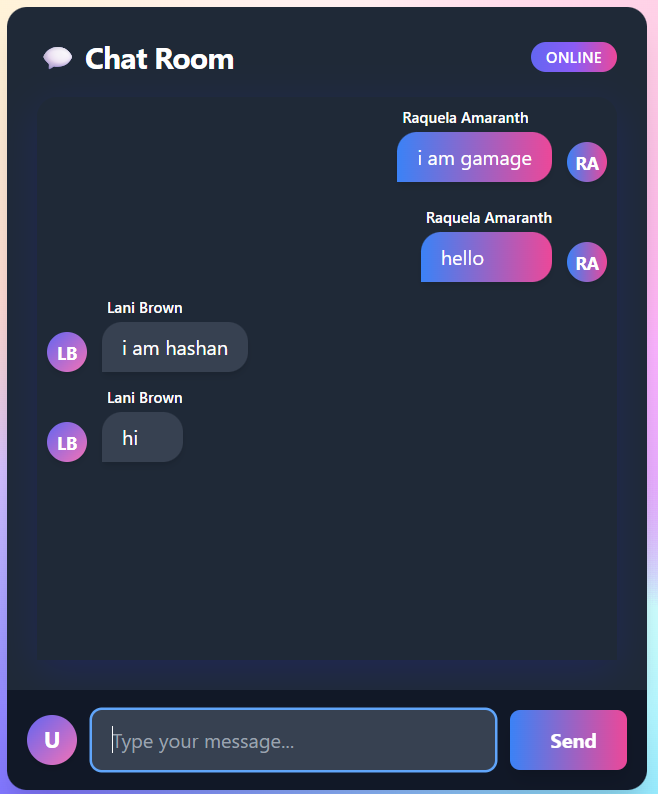 Chat Room
ONLINE
Raquela Amaranth
i am gamage
RA
Raquela Amaranth
hello
RA
Lani Brown
LB
i am hashan
Lani Brown
LB
hi
U
Type your message...
Send